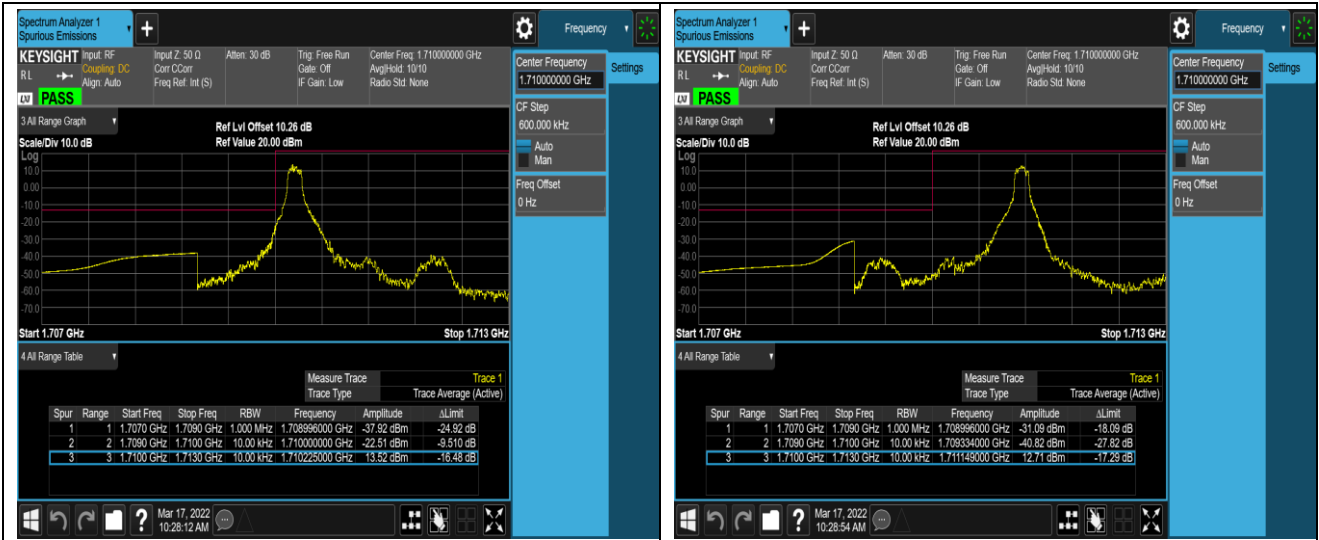 Spectrum Analyzer 1
Spurious Emissions
+
Frequency
KEYSIGHT Input: RF Input Z: 50 Ω Atten: 30 dB Trig: Free Run Center Freq: 1.710000000 GHz
R L Coupling: DC Corr CCorr Gate: Off Avg|Hold: 10/10
Align: Auto Freq Ref: Int (S) IF Gain: Low Radio Std: None
LXI PASS
3 All Range Graph
Ref Lvl Offset 10.26 dB
Scale/Div 10.0 dB Ref Value 20.00 dBm
Log
10.0
0.00
-10.0
-20.0
-30.0
-40.0
-50.0
-60.0
-70.0
Start 1.707 GHz Stop 1.713 GHz
4 All Range Table
Measure Trace Trace 1
Trace Type Trace Average (Active)
Spur Range Start Freq Stop Freq RBW Frequency Amplitude ΔLimit
1 1 1.7070 GHz 1.7090 GHz 1.000 MHz 1.708996000 GHz -37.92 dBm -24.92 dB
2 2 1.7090 GHz 1.7100 GHz 10.00 kHz 1.710000000 GHz -22.51 dBm -9.510 dB
3 3 1.7100 GHz 1.7130 GHz 10.00 kHz 1.710225000 GHz 13.52 dBm -16.48 dB
?
Mar 17, 2022
10:28:12 AM
Center Frequency
1.710000000 GHz
Settings
CF Step
600.000 kHz
Auto
Man
Freq Offset
0 Hz
Spectrum Analyzer 1
Spurious Emissions
+
Frequency
KEYSIGHT Input: RF Input Z: 50 Ω Atten: 30 dB Trig: Free Run Center Freq: 1.710000000 GHz
R L Coupling: DC Corr CCorr Gate: Off Avg|Hold: 10/10
Align: Auto Freq Ref: Int (S) IF Gain: Low Radio Std: None
LXI PASS
3 All Range Graph
Ref Lvl Offset 10.26 dB
Scale/Div 10.0 dB Ref Value 20.00 dBm
Log
10.0
0.00
-10.0
-20.0
-30.0
-40.0
-50.0
-60.0
-70.0
Start 1.707 GHz Stop 1.713 GHz
4 All Range Table
Measure Trace Trace 1
Trace Type Trace Average (Active)
Spur Range Start Freq Stop Freq RBW Frequency Amplitude ΔLimit
1 1 1.7070 GHz 1.7090 GHz 1.000 MHz 1.708996000 GHz -31.09 dBm -18.09 dB
2 2 1.7090 GHz 1.7100 GHz 10.00 kHz 1.709334000 GHz -40.82 dBm -27.82 dB
3 3 1.7100 GHz 1.7130 GHz 10.00 kHz 1.711149000 GHz 12.71 dBm -17.29 dB
?
Mar 17, 2022
10:28:54 AM
Center Frequency
1.710000000 GHz
Settings
CF Step
600.000 kHz
Auto
Man
Freq Offset
0 Hz